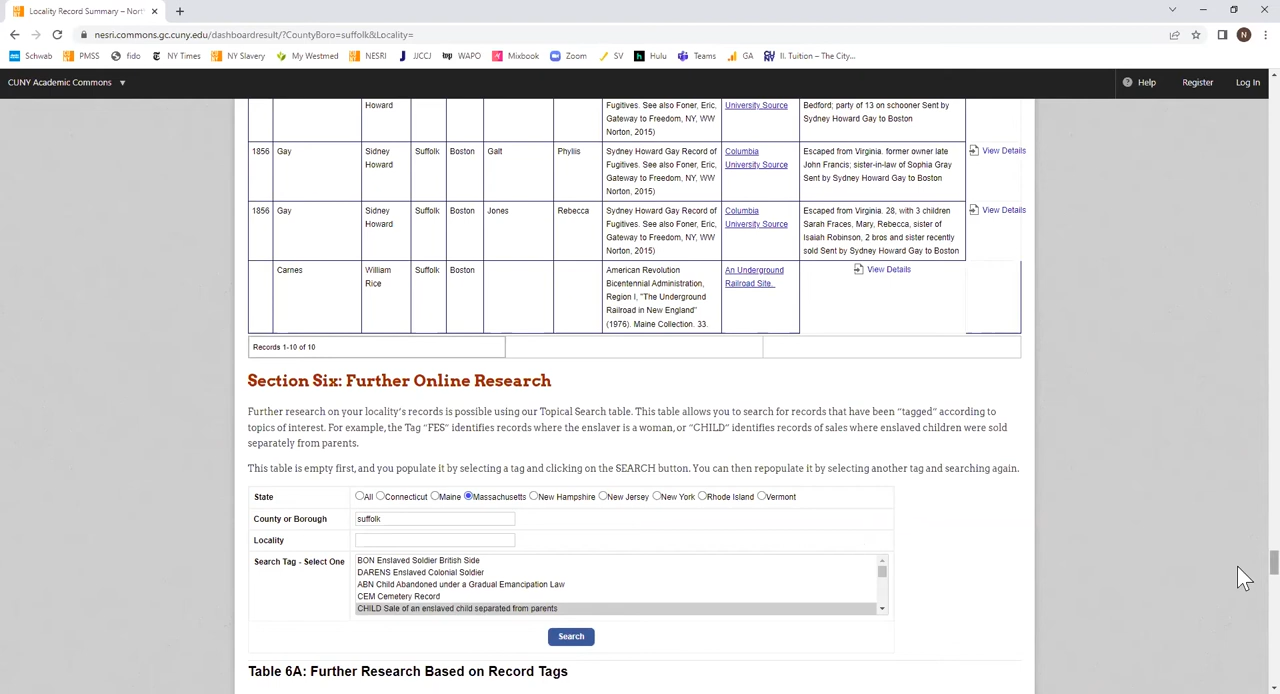 Locality Record Summary – Nort
nesri.commons.gc.cuny.edu/dashboardresult/?CountyBoro=suffolk&Locality=
Schwab PMSS fido NY Times NY Slavery My Westmed NESRI JJCCJ WAPO Mixbook Zoom SV Hulu Teams GA II. Tuition – The City...
CUNY Academic Commons Help Register Log In
Howard
Fugitives. See also Foner, Eric,
Gateway to Freedom, NY, WW
Norton, 2015)
University Source
Bedford; party of 13 on schooner Sent by
Sydney Howard Gay to Boston
1856 Gay Sidney Suffolk Boston Galt Phyllis
Howard
Sydney Howard Gay Record of
Fugitives. See also Foner, Eric,
Gateway to Freedom, NY, WW
Norton, 2015)
Columbia
University Source
Escaped from Virginia. former owner late
John Francis; sister-in-law of Sophia Gray
Sent by Sydney Howard Gay to Boston
View Details
1856 Gay Sidney Suffolk Boston Jones Rebecca
Howard
Sydney Howard Gay Record of
Fugitives. See also Foner, Eric,
Gateway to Freedom, NY, WW
Norton, 2015)
Columbia
University Source
Escaped from Virginia. 28, with 3 children
Sarah Fraces, Mary, Rebecca, sister of
Isaiah Robinson, 2 bros and sister recently
sold Sent by Sydney Howard Gay to Boston
View Details
Carnes William Suffolk Boston
Rice
American Revolution
Bicentennial Administration,
Region I, "The Underground
Railroad in New England"
(1976). Maine Collection. 33.
An Underground
Railroad Site.
View Details
Records 1-10 of 10
Section Six: Further Online Research
Further research on your locality's records is possible using our Topical Search table. This table allows you to search for records that have been "tagged" according to
topics of interest. For example, the Tag "FES" identifies records where the enslaver is a woman, or "CHILD" identifies records of sales where enslaved children were sold
separately from parents.
This table is empty first, and you populate it by selecting a tag and clicking on the SEARCH button. You can then repopulate it by selecting another tag and searching again.
State All Connecticut Maine Massachusetts New Hampshire New Jersey New York Rhode Island Vermont
County or Borough suffolk
Locality
Search Tag - Select One
BON Enslaved Soldier British Side
DARENS Enslaved Colonial Soldier
ABN Child Abandoned under a Gradual Emancipation Law
CEM Cemetery Record
CHILD Sale of an enslaved child separated from parents
Search
Table 6A: Further Research Based on Record Tags
N